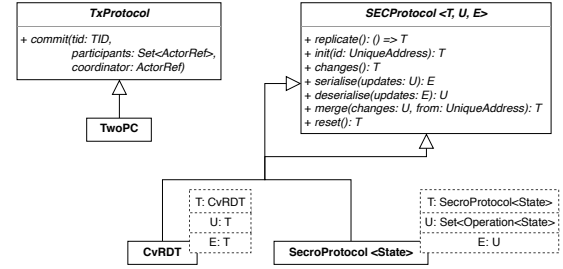 TxProtocol
+ commit(tid: TID,
participants: Set<ActorRef>,
coordinator: ActorRef)
TwoPC
SECProtocol <T, U, E>
+ replicate(): () => T
+ init(id: UniqueAddress): T
+ changes(): T
+ serialise(updates: U): E
+ deserialise(updates: E): U
+ merge(changes: U, from: UniqueAddress): T
+ reset(): T
T: CvRDT
U: T
E: T
CvRDT
T: SecroProtocol<State>
U: Set<Operation<State>
E: U
SecroProtocol <State>